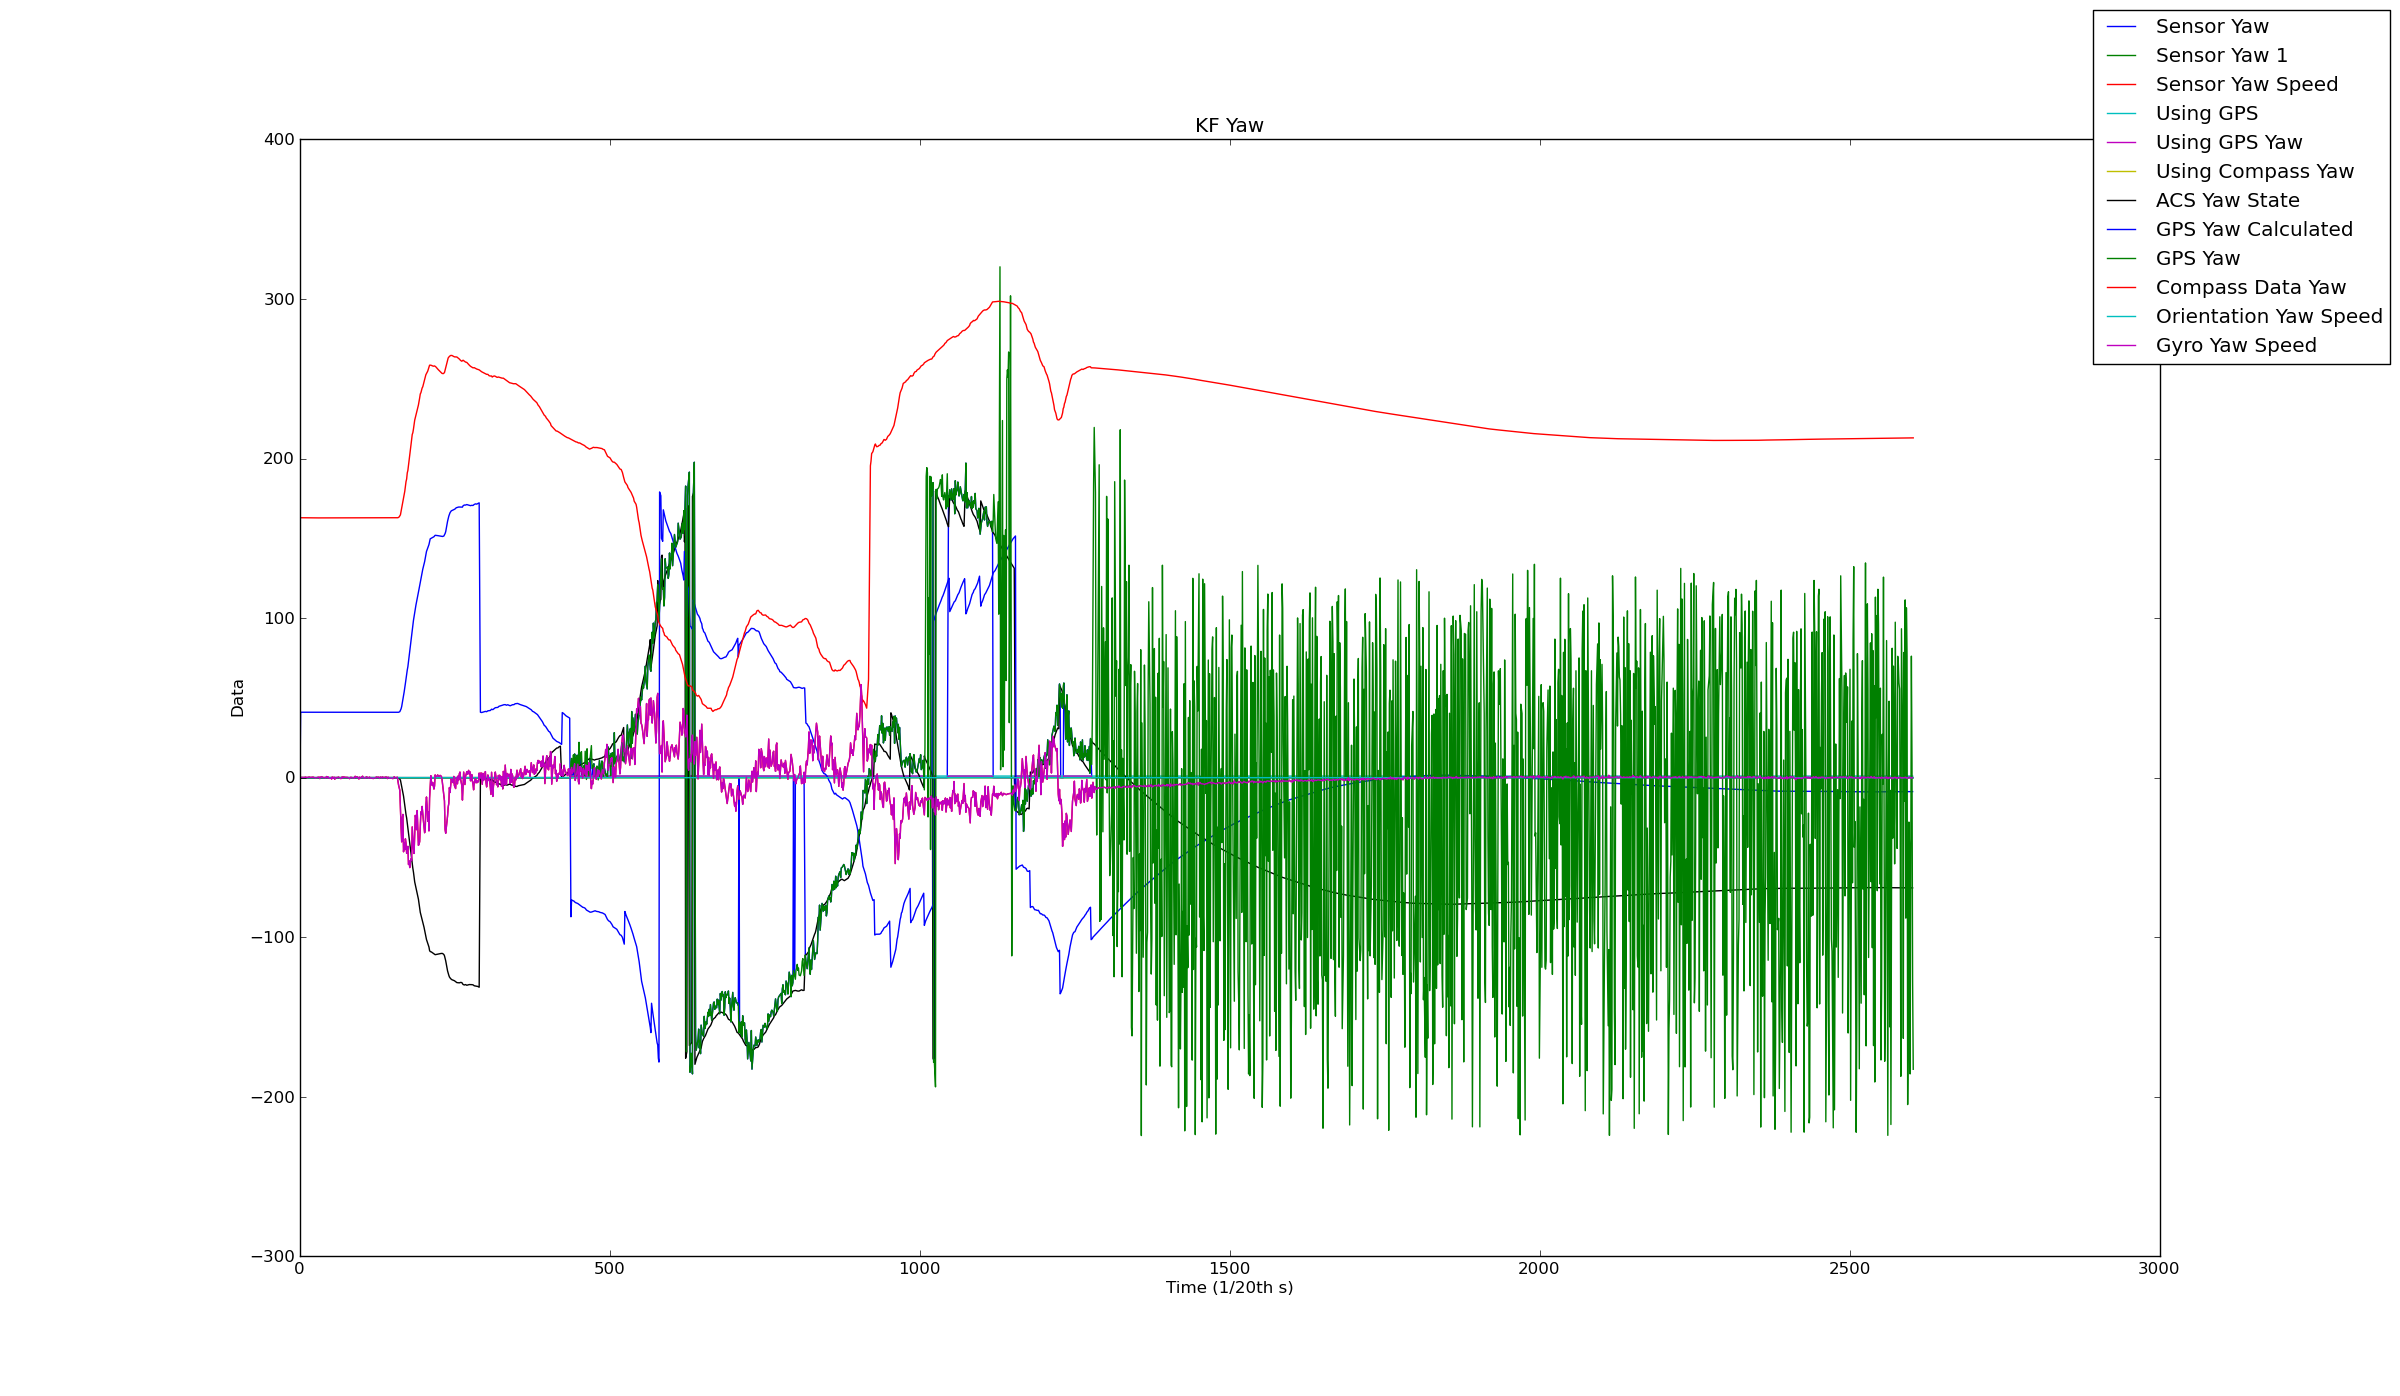 Sensor Yaw
Sensor Yaw 1
Sensor Yaw Speed
Using GPS
Using GPS Yaw
Using Compass Yaw
ACS Yaw State
GPS Yaw Calculated
GPS Yaw
Compass Data Yaw
Orientation Yaw Speed
Gyro Yaw Speed
KF Yaw
400
300
200
100
0
−100
−200
−300
Data
0 500 1000 1500 2000 2500 3000
Time (1/20th s)